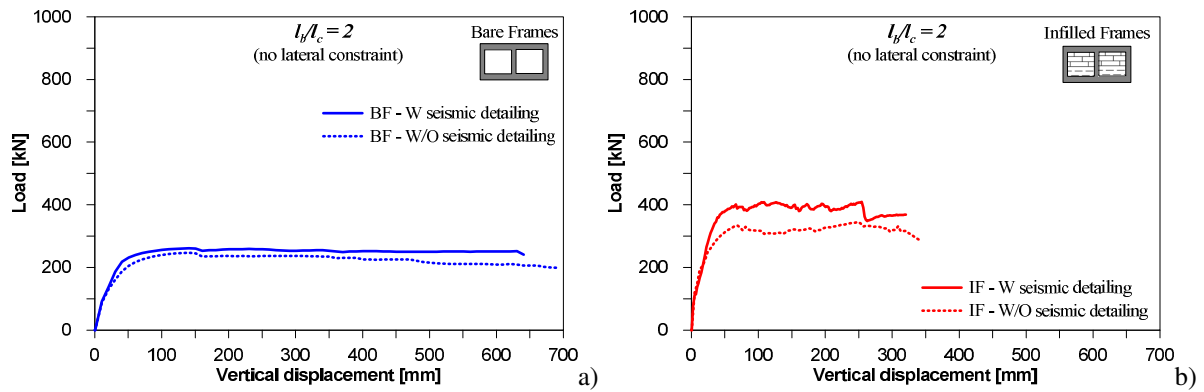 1000
800
600
400
200
0
Load [kN]
l_b/l_c = 2
(no lateral constraint)
Bare Frames
BF - W seismic detailing
BF - W/O seismic detailing
0 100 200 300 400 500 600 700
Vertical displacement [mm]
a)
1000
800
600
400
200
0
Load [kN]
l_b/l_c = 2
(no lateral constraint)
Infilled Frames
IF - W seismic detailing
IF - W/O seismic detailing
0 100 200 300 400 500 600 700
Vertical displacement [mm]
b)